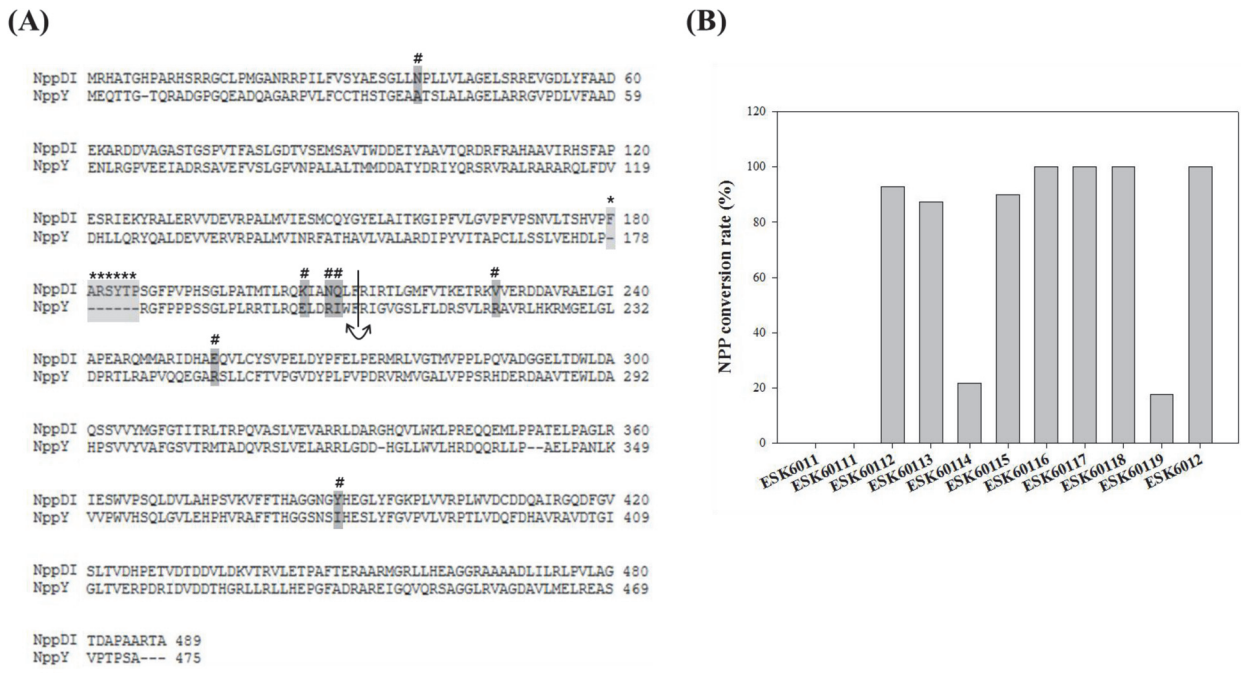 (A)
(B)
#
NppDI MRHATGHPARHSRRGCLPMGANRRPILFVSYAESGLLNPLLVLAGELSRREVGDLYFAAD 60
NppY MEQTTG-TQRADGPGQEADQAGARPVLFCCTHSTGEAATSLALAGELARRGVPDLVFAAD 59
NppDI EKARDDVAGASTGSPVTFASLGDTVSEMSAVTWDDETYAAVTQRDRFRAHAAVIRHSFAP 120
NppY ENLRGPVEEIADRSAVEFVSLGPVNPALALTMMDDATYDRIYQRSRVRALRARARQLFDV 119
*
NppDI ESRIEKYRALERVVDEVRPALMVIESMCQYGYELAITKGIPFVLGVPFVPSNVLTSHVPF 180
NppY DHLLQRYQALDEVVERVRPALMVINRFATHAVLVALARDIPYVITAPCLLSSLVEHDLP- 178
****** # ## #
NppDI ARSYTPSGFPVPHSGLPATMTLRQKLANQLFRIRTLGMFVTKETRKVVERDDAVRAELGI 240
NppY ------RGFPPPSSGLPLRRTLRQELDRIWFRIGVGSLFLDRSVLRRAVRLHKRMGELGL 232
#
NppDI APEARQMMARIDHAEQVLCYSVPELDYPFELPERMRLVGTMVPPLPQVADGGELTDWLDA 300
NppY DPRTLRAPVQQEGARSLLCFTVPGVDYPLPVPDRVRMVGALVPPSRHDERDAAVTEWLDA 292
NppDI QSSVVYMGFGTITRLTRPQVASLVEVARRLDARGHQVLWKLPREQQEMLPPATELPAGLR 360
NppY HPSVVYVAFGSVTRMTADQVRSLVELARRLGDD-HGLLWVLHRDQQRLLP--AELPANLK 349
#
NppDI IESWVPSQLDVLAHPSVKVFFTHAGGNGYHEGLYFGKPLVVRPLWVDCDDQAIRGQDFGV 420
NppY VVPWVHSQLGVLEHPHVRAFFTHGGSNSIHESLYFGVPVLVRPTLVDQFDHAVRAVDTGI 409
NppDI SLTVDHPETVDTDDVLDKVTRVLETPAFTERAARMGRLLHEAGGRAAAADLILRLPVLAG 480
NppY GLTVERPDRIDVDDTHGRLLRLLHEPGFADRAREIGQVQRSAGGLRVAGDAVLMELREAS 469
NppDI TDAPAARTA 489
NppY VPTPSA--- 475
NPP conversion rate (%)
120
100
80
60
40
20
0
ESK6011
ESK60111
ESK60112
ESK60113
ESK60114
ESK60115
ESK60116
ESK60117
ESK60118
ESK60119
ESK6012